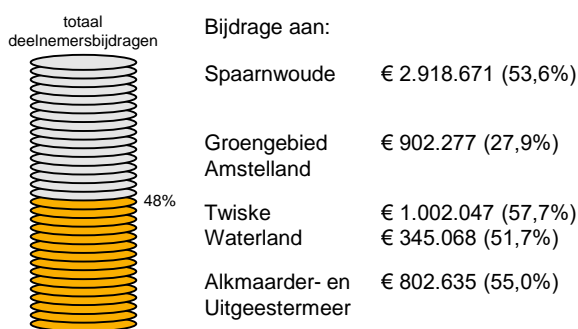 totaal
deelnemersbijdragen
48%
Bijdrage aan:
Spaarnwoude € 2.918.671 (53,6%)
Groengebied € 902.277 (27,9%)
Amstelland
Twiske € 1.002.047 (57,7%)
Waterland € 345.068 (51,7%)
Alkmaarder- en € 802.635 (55,0%)
Uitgeestermeer